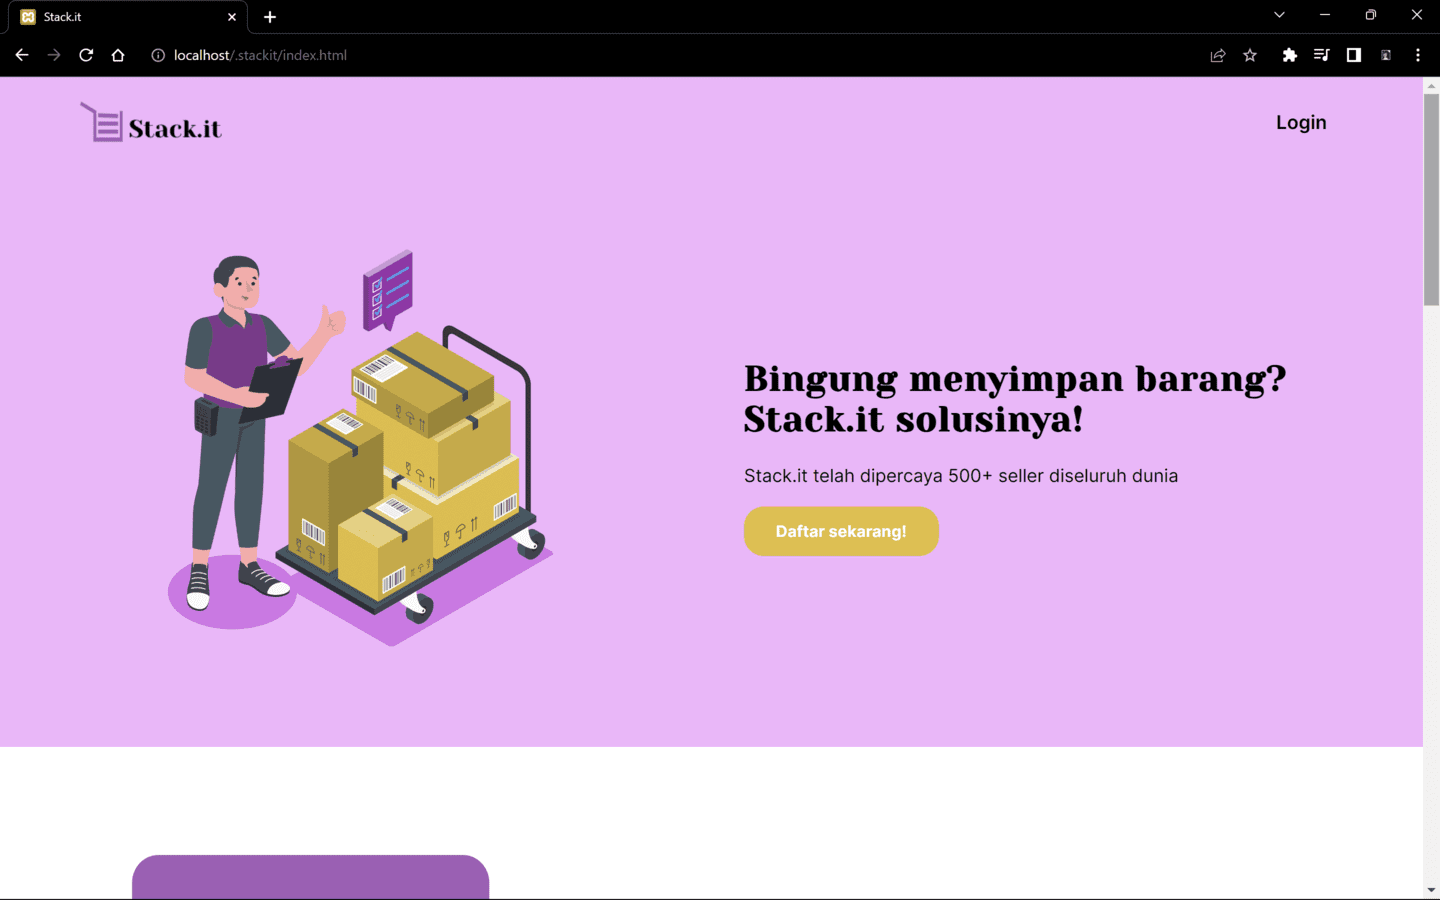 Stack.it
localhost/.stackit/index.html
Stack.it
Login
Bingung menyimpan barang?
Stack.it solusinya!
Stack.it telah dipercaya 500+ seller diseluruh dunia
Daftar sekarang!